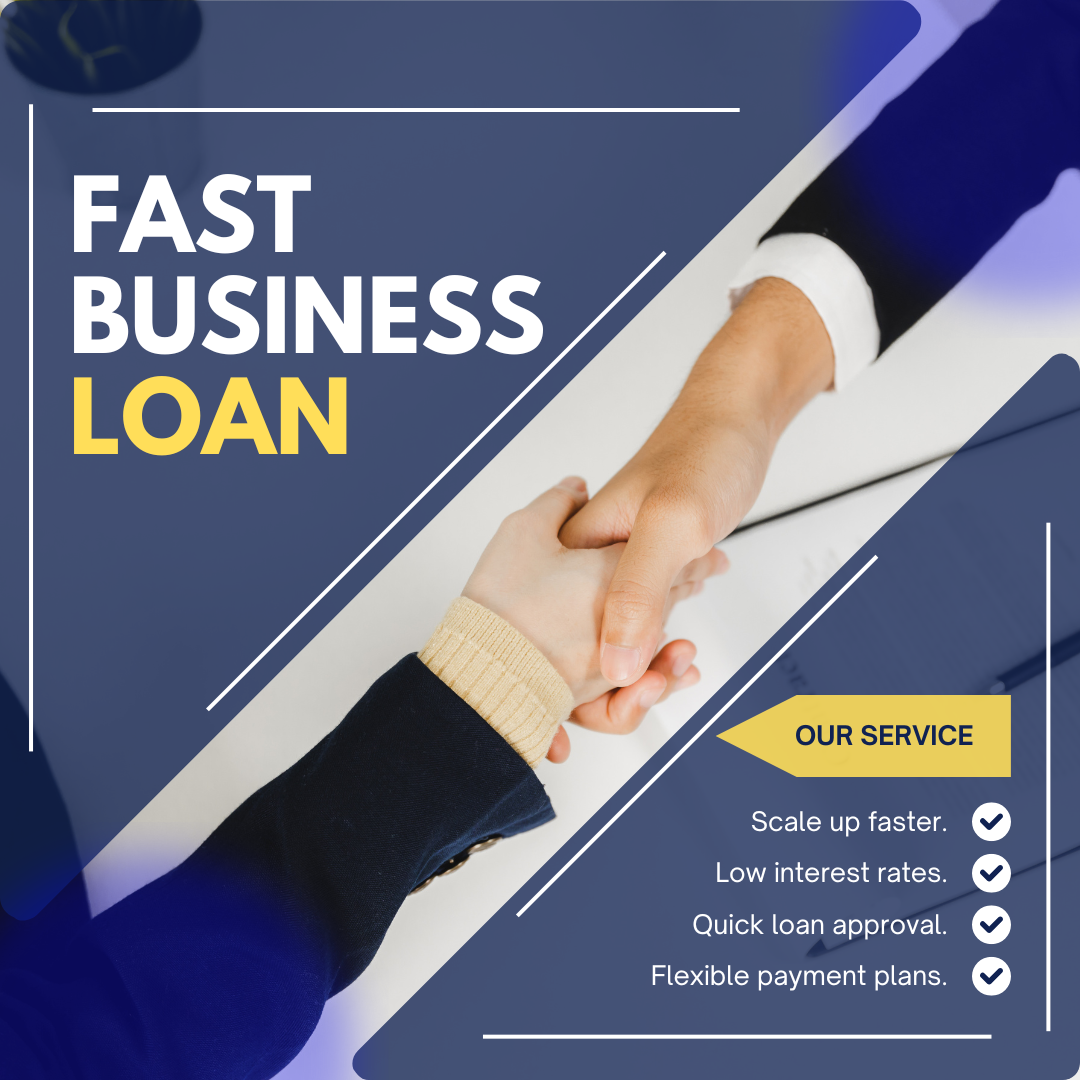 FAST
BUSINESS
LOAN
OUR SERVICE
Scale up faster.
Low interest rates.
Quick loan approval.
Flexible payment plans.